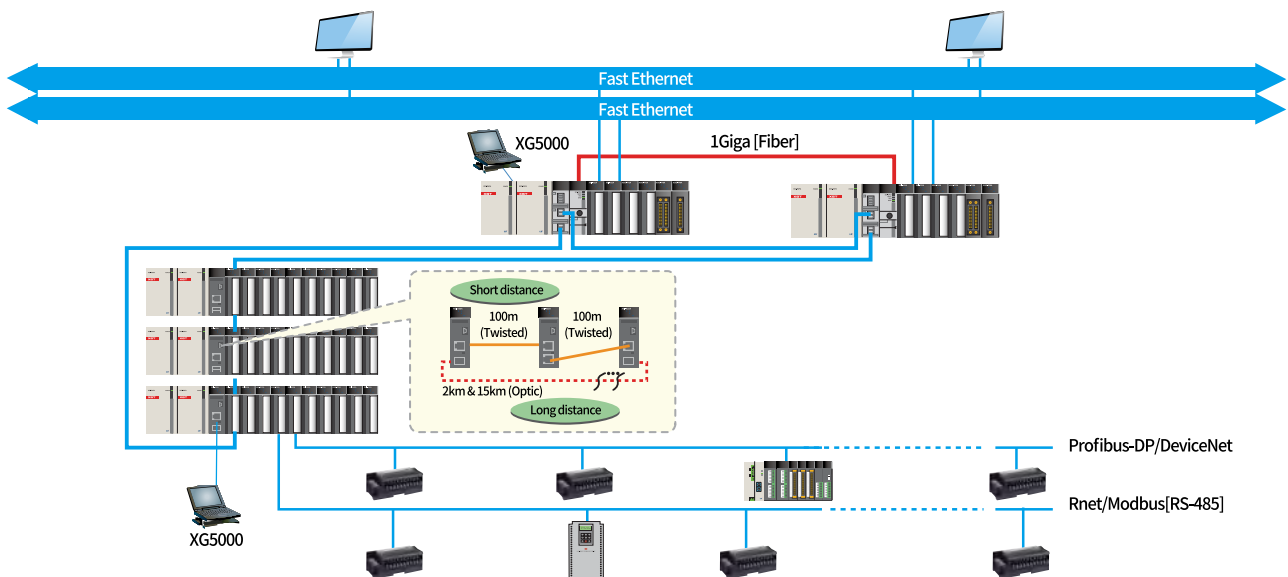 Fast Ethernet
Fast Ethernet
XG5000
1Giga [Fiber]
Short distance
100m
(Twisted)
100m
(Twisted)
2km & 15km (Optic)
Long distance
Profibus-DP/DeviceNet
Rnet/Modbus[RS-485]
XG5000